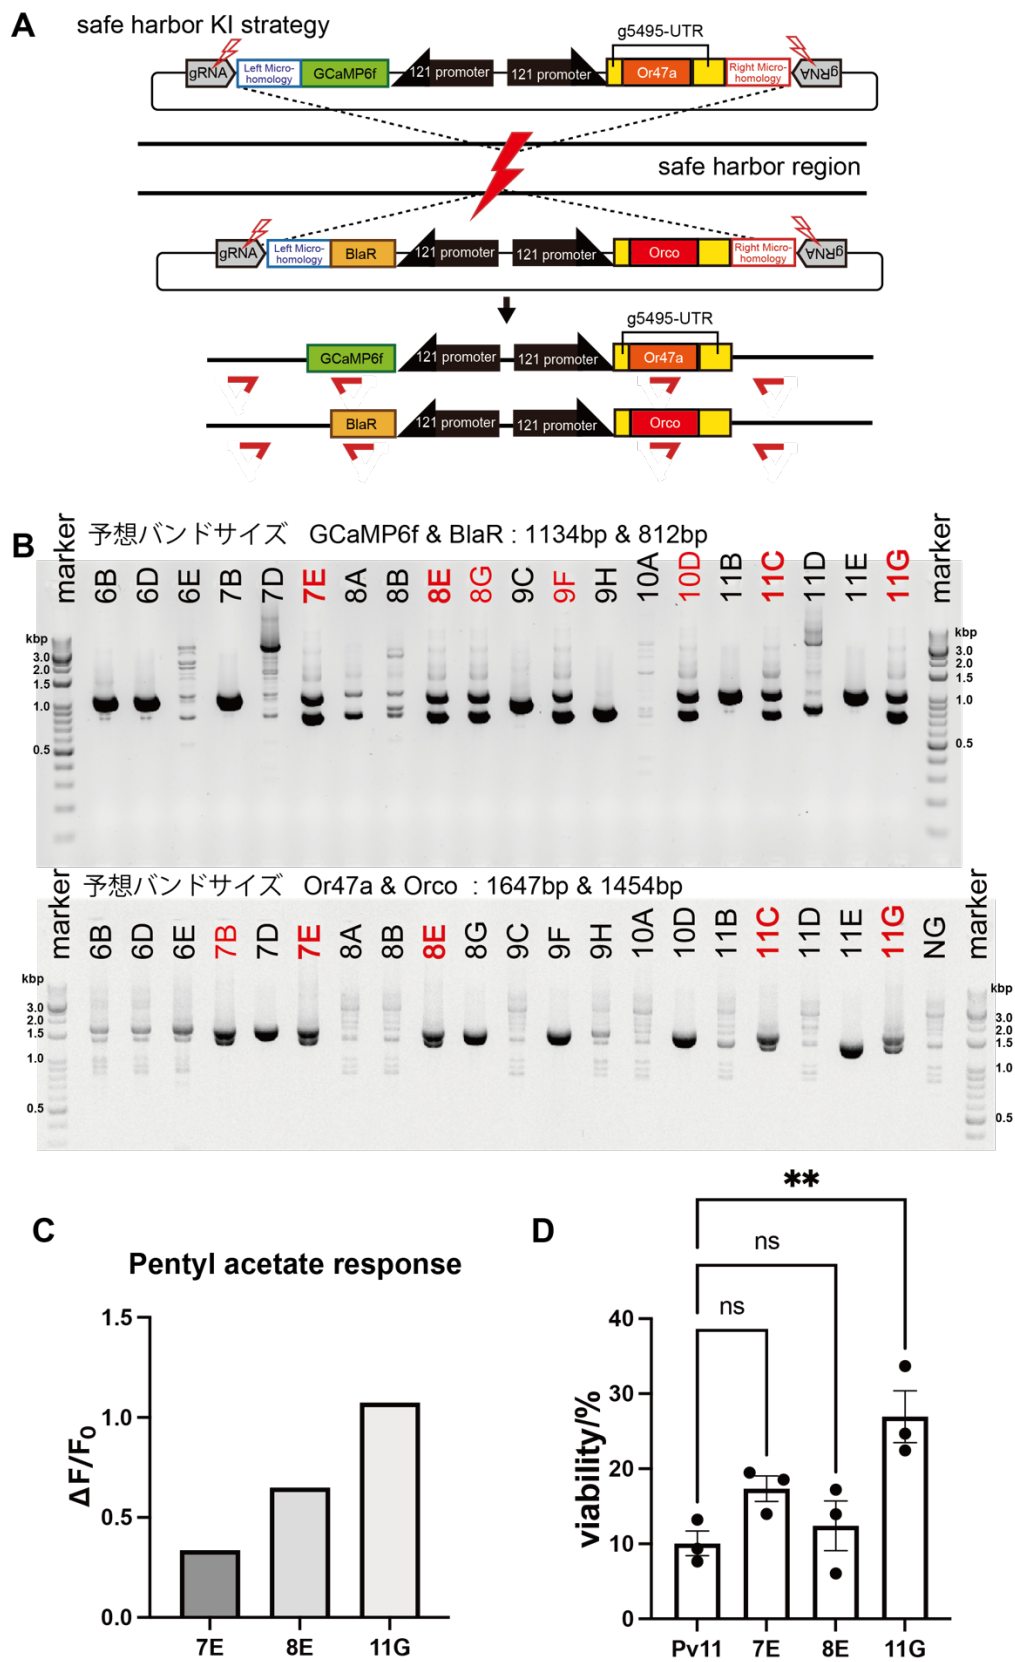 A safe harbor KI strategy
g5495-UTR
gRNA Left Micro-homology GCaMP6f 121 promoter 121 promoter Or47a Right Micro-homology gRNA
safe harbor region
gRNA Left Micro-homology BlaR 121 promoter 121 promoter Orco Right Micro-homology gRNA
g5495-UTR
GCaMP6f 121 promoter 121 promoter Or47a
BlaR 121 promoter 121 promoter Orco
B 予想バンドサイズ GCaMP6f & BlaR : 1134bp & 812bp
marker 6B 6D 6E 7B 7D 7E 8A 8B 8E 8G 9C 9F 9H 10A 10D 11B 11C 11D 11E 11G marker
kbp kbp
3.0 3.0
2.0 2.0
1.5 1.5
1.0 1.0
0.5 0.5
予想バンドサイズ Or47a & Orco : 1647bp & 1454bp
marker 6B 6D 6E 7B 7D 7E 8A 8B 8E 8G 9C 9F 9H 10A 10D 11B 11C 11D 11E 11G NG marker
kbp kbp
3.0 3.0
2.0 2.0
1.5 1.5
1.0 1.0
0.5 0.5
C
Pentyl acetate response
ΔF/F0
1.5
1.0
0.5
0.0
7E 8E 11G
D
**
ns
ns
viability/%
40
30
20
10
0
Pv11 7E 8E 11G